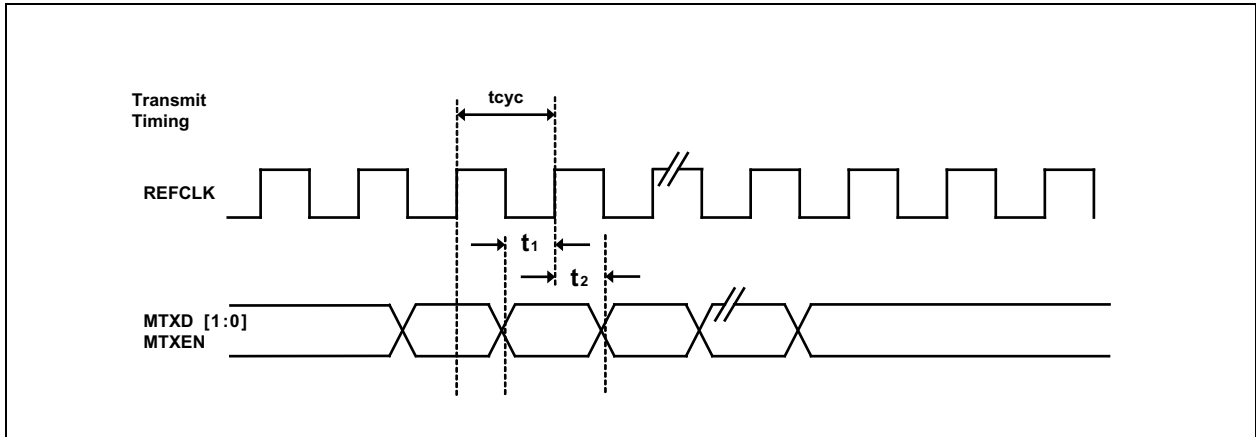 Transmit
Timing
tcyc
REFCLK
t1
t2
MTXD [1:0]
MTXEN